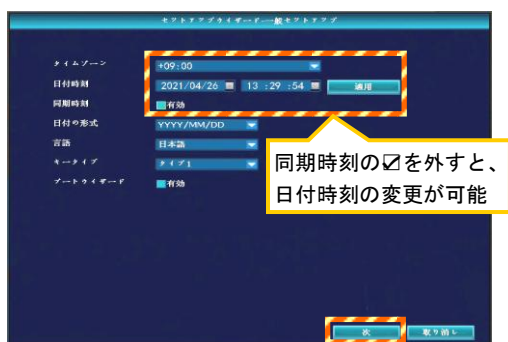 セットアップウィザード-一般セットアップ
タイムゾーン
+09:00
日付時刻
2021/04/26
13 :29 :54
適用
同期時刻
有効
日付の形式
YYYY/MM/DD
言語
日本語
キータイプ
タイプ1
ブートウィザード
有効
同期時刻の☑を外すと、
日付時刻の変更が可能
次
取り消し